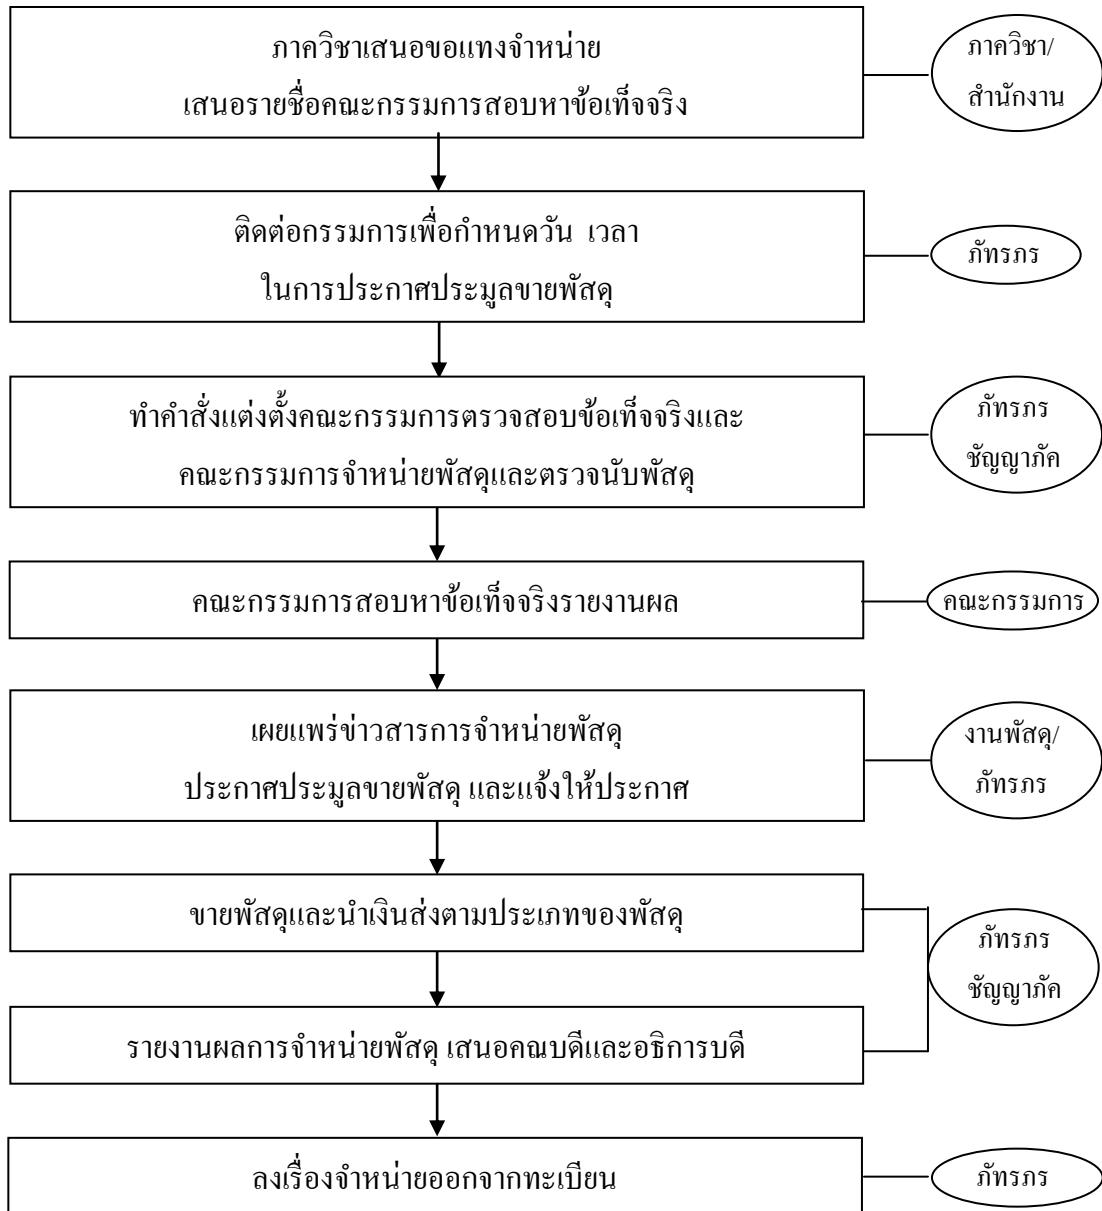 ภาควิชาเสนอขอแทงจำหน่าย
เสนอรายชื่อคณะกรรมการสอบหาข้อเท็จจริง
ภาควิชา/
สำนักงาน
ติดต่อกรรมการเพื่อกำหนดวัน เวลา
ในการประกาศประมูลขายพัสดุ
ภัทรภร
ทำคำสั่งแต่งตั้งคณะกรรมการตรวจสอบข้อเท็จจริงและ
คณะกรรมการจำหน่ายพัสดุและตรวจนับพัสดุ
ภัทรภร
ชัญญาภัค
คณะกรรมการสอบหาข้อเท็จจริงรายงานผล
คณะกรรมการ
เผยแพร่ข่าวสารการจำหน่ายพัสดุ
ประกาศประมูลขายพัสดุ และแจ้งให้ประกาศ
งานพัสดุ/
ภัทรภร
ขายพัสดุและนำเงินส่งตามประเภทของพัสดุ
ภัทรภร
ชัญญาภัค
รายงานผลการจำหน่ายพัสดุ เสนอคณบดีและอธิการบดี
ลงเรื่องจำหน่ายออกจากทะเบียน
ภัทรภร